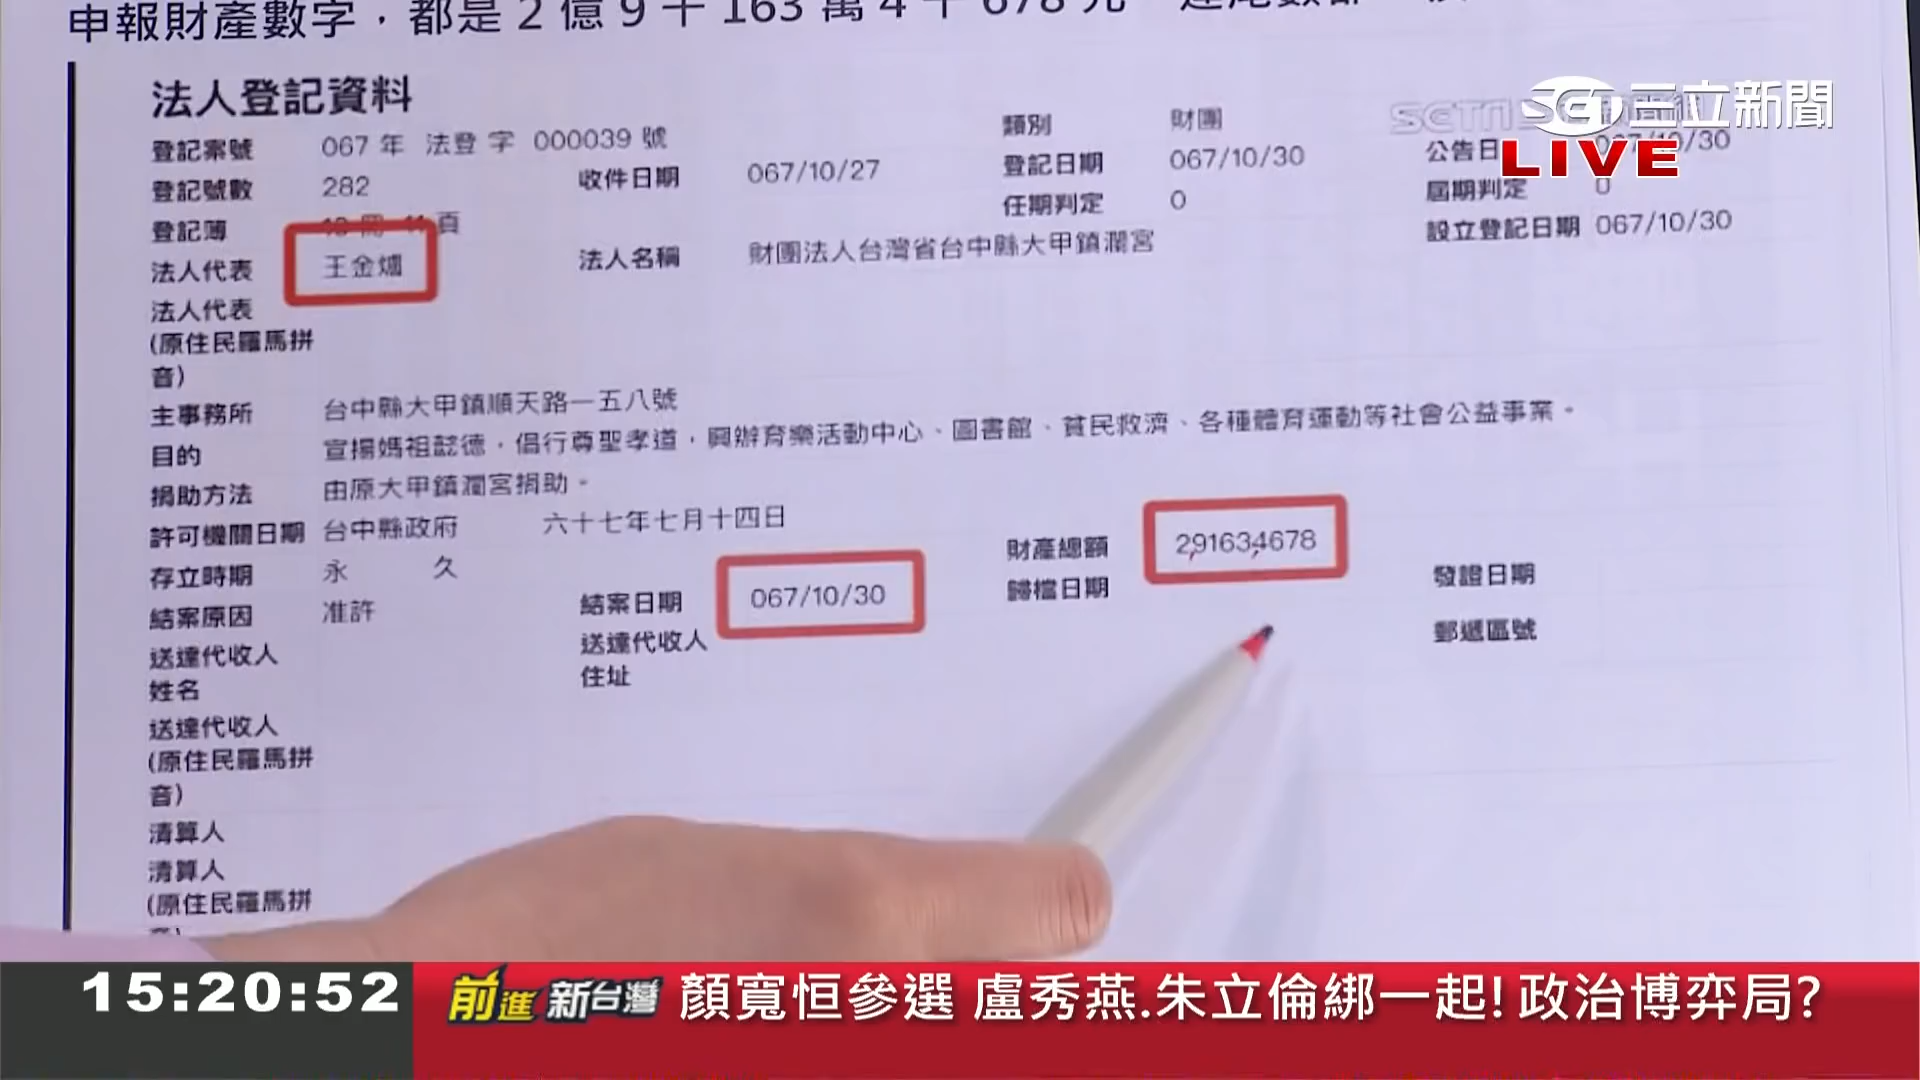 申報財產數字，都是2億9千163萬4千678元
法人登記資料
登記案號 067 年 法登 字 000039 號 類別 財團
登記號數 282 收件日期 067/10/27 登記日期 067/10/30 公告日 067/10/30
登記簿 頁 任期判定 0 屆期判定 0
法人代表 王金爐 法人名稱 財團法人台灣省台中縣大甲鎮瀾宮 設立登記日期 067/10/30
法人代表
(原住民羅馬拼
音)
主事務所 台中縣大甲鎮順天路一五八號
目的 宣揚媽祖懿德，倡行尊聖孝道，興辦育樂活動中心、圖書館、貧民救濟、各種體育運動等社會公益事業。
捐助方法 由原大甲鎮瀾宮捐助。
許可機關日期 台中縣政府 六十七年七月十四日
存立時期 永 久 財產總額 291634678
結案原因 准許 結案日期 067/10/30 歸檔日期 發證日期
送達代收人 送達代收人 郵遞區號
姓名 住址
送達代收人
(原住民羅馬拼
音)
清算人
清算人
(原住民羅馬拼
SETN
SET 三立新聞
LIVE
15:20:52 前進新台灣 顏寬恒參選 盧秀燕.朱立倫綁一起!政治博弈局?